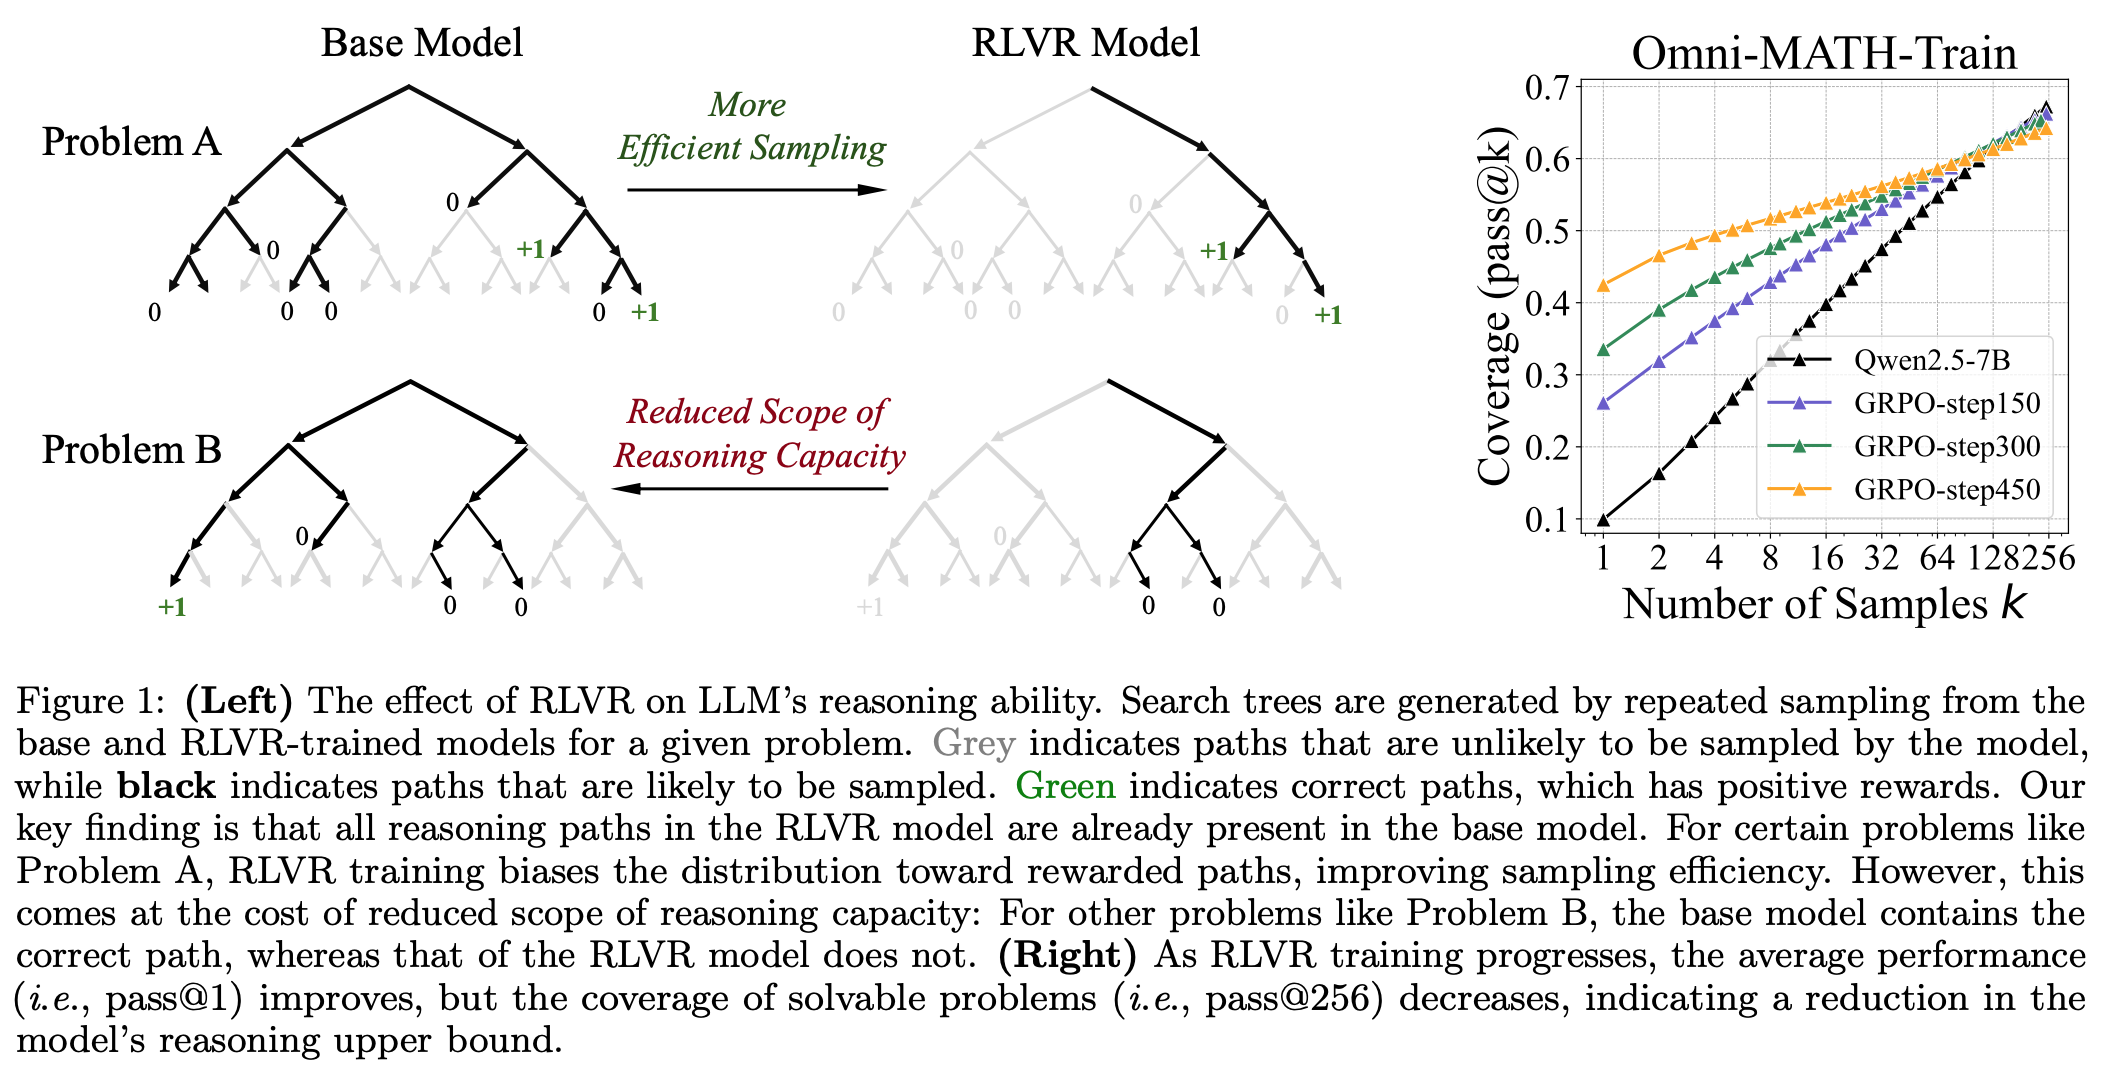 Base Model
RLVR Model
Problem A
More
Efficient Sampling
0
+1
0
0
0
0
0
+1
0
0
+1
0
0
0
0
+1
Problem B
Reduced Scope of
Reasoning Capacity
0
+1
0
0
0
+1
0
0
Omni-MATH-Train
Coverage (pass@k)
0.7
0.6
0.5
0.4
0.3
0.2
0.1
Qwen2.5-7B
GRPO-step150
GRPO-step300
GRPO-step450
1 2 4 8 16 32 64 128 256
Number of Samples k
Figure 1: (Left) The effect of RLVR on LLM's reasoning ability. Search trees are generated by repeated sampling from the
base and RLVR-trained models for a given problem. Grey indicates paths that are unlikely to be sampled by the model,
while black indicates paths that are likely to be sampled. Green indicates correct paths, which has positive rewards. Our
key finding is that all reasoning paths in the RLVR model are already present in the base model. For certain problems like
Problem A, RLVR training biases the distribution toward rewarded paths, improving sampling efficiency. However, this
comes at the cost of reduced scope of reasoning capacity: For other problems like Problem B, the base model contains the
correct path, whereas that of the RLVR model does not. (Right) As RLVR training progresses, the average performance
(i.e., pass@1) improves, but the coverage of solvable problems (i.e., pass@256) decreases, indicating a reduction in the
model's reasoning upper bound.